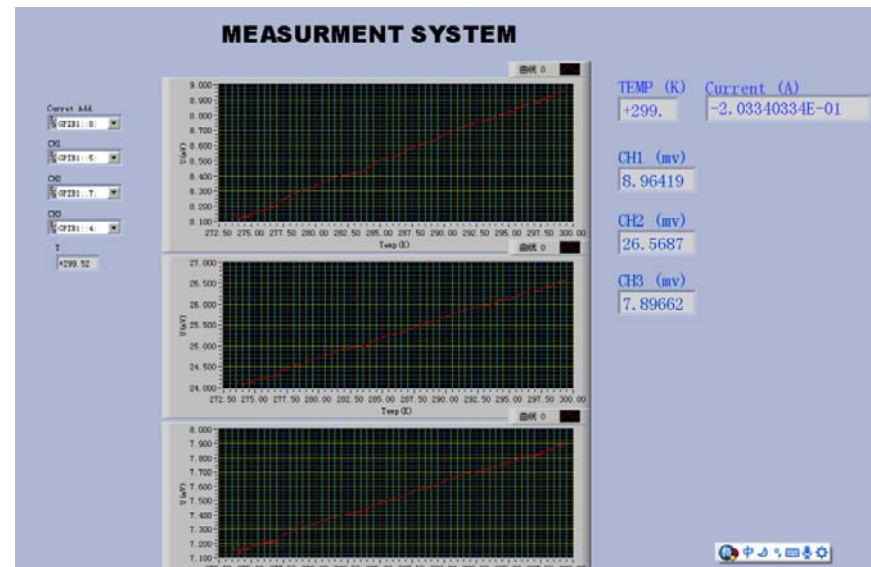 MEASURMENT SYSTEM
曲线 0
TEMP (K)
Current (A)
+299.
-2.03340334E-01
CH1 (mv)
8.96419
CH2 (mv)
26.5687
CH3 (mv)
7.89662
CH1
GPIB1::8:
GPIB1::5:
CH2
GPIB1::7:
CH3
GPIB1::4:
T
+299.52
9.000
8.900
8.800
8.700
8.600
8.500
8.400
8.300
8.200
8.100
U(mV)
272.50 275.00 277.50 280.00 282.50 285.00 287.50 290.00 292.50 295.00 297.50 300.00
Temp(K)
曲线 0
27.000
26.500
26.000
25.500
25.000
24.500
24.000
U(mV)
272.50 275.00 277.50 280.00 282.50 285.00 287.50 290.00 292.50 295.00 297.50 300.00
Temp(K)
曲线 0
8.000
7.900
7.800
7.700
7.600
7.500
7.400
7.300
7.200
7.100
U(mV)
中